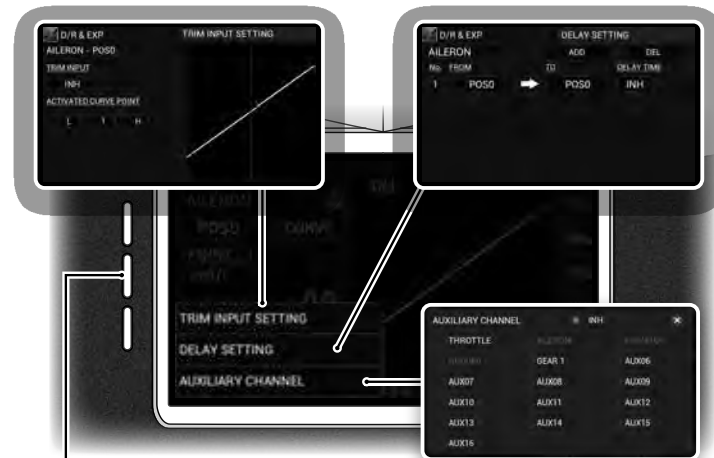 D/R & EXP TRIM INPUT SETTING
AILERON - POS0
TRIM INPUT
INH
ACTIVATED CURVE POINT
L 1 H
D/R & EXP DELAY SETTING
AILERON ADD DEL
No. FROM TO DELAY TIME
1 POS0 POS0 INH
AILERON
POS0 CURVE
TRIM INPUT SETTING
DELAY SETTING
AUXILIARY CHANNEL
AUXILIARY CHANNEL INH
THROTTLE AILERON
GEAR 1 AUX06
AUX07 AUX08 AUX09
AUX10 AUX11 AUX12
AUX13 AUX14 AUX15
AUX16